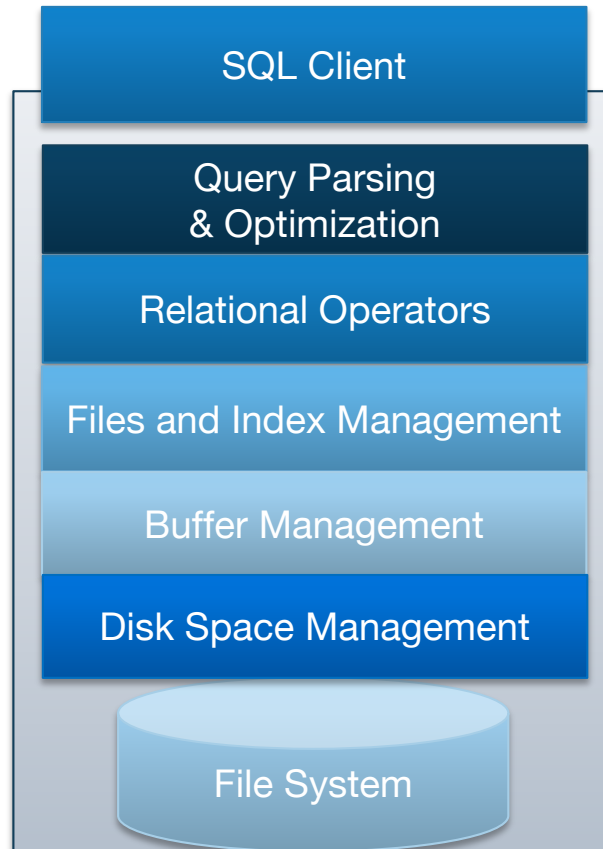 SQL Client
Query Parsing
& Optimization
Relational Operators
Files and Index Management
Buffer Management
Disk Space Management
File System